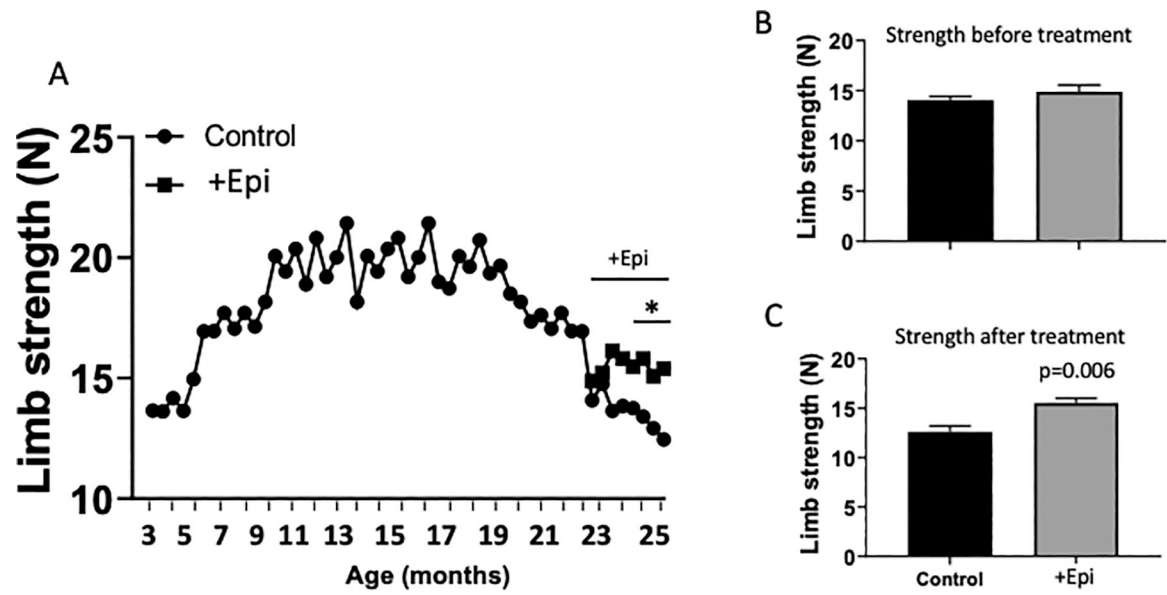 A
Limb strength (N)
25
20
15
10
Control
+Epi
+Epi
*
3 5 7 9 11 13 15 17 19 21 23 25
Age (months)
B
Strength before treatment
Limb strength (N)
20
15
10
5
0
C
Strength after treatment
p=0.006
Limb strength (N)
20
15
10
5
0
Control +Epi